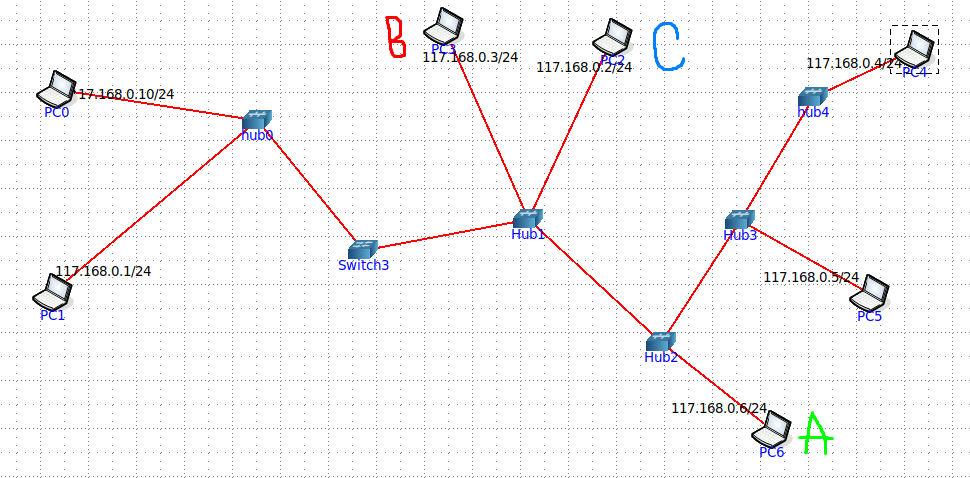 B
PC3
117.168.0.3/24
C
PC2
117.168.0.2/24
117.168.0.4/24
PC4
17.168.0.10/24
PC0
hub0
hub4
Hub1
Hub3
Switch3
117.168.0.1/24
PC1
117.168.0.5/24
PC5
Hub2
117.168.0.6/24
PC6
A